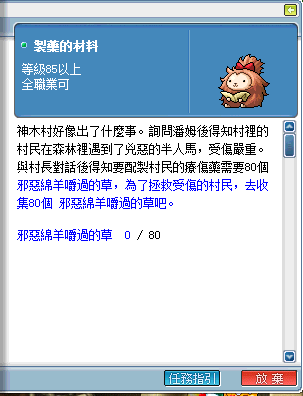 製藥的材料
等級85以上
全職業可
神木村好像出了什麼事。詢問潘姆後得知村裡的
村民在森林裡遇到了兇惡的半人馬，受傷嚴重。
與村長對話後得知要配製村民的療傷藥需要80個
邪惡綿羊嚼過的草，為了拯救受傷的村民，去收
集80個 邪惡綿羊嚼過的草吧。
邪惡綿羊嚼過的草 0 / 80
任務指引
放棄